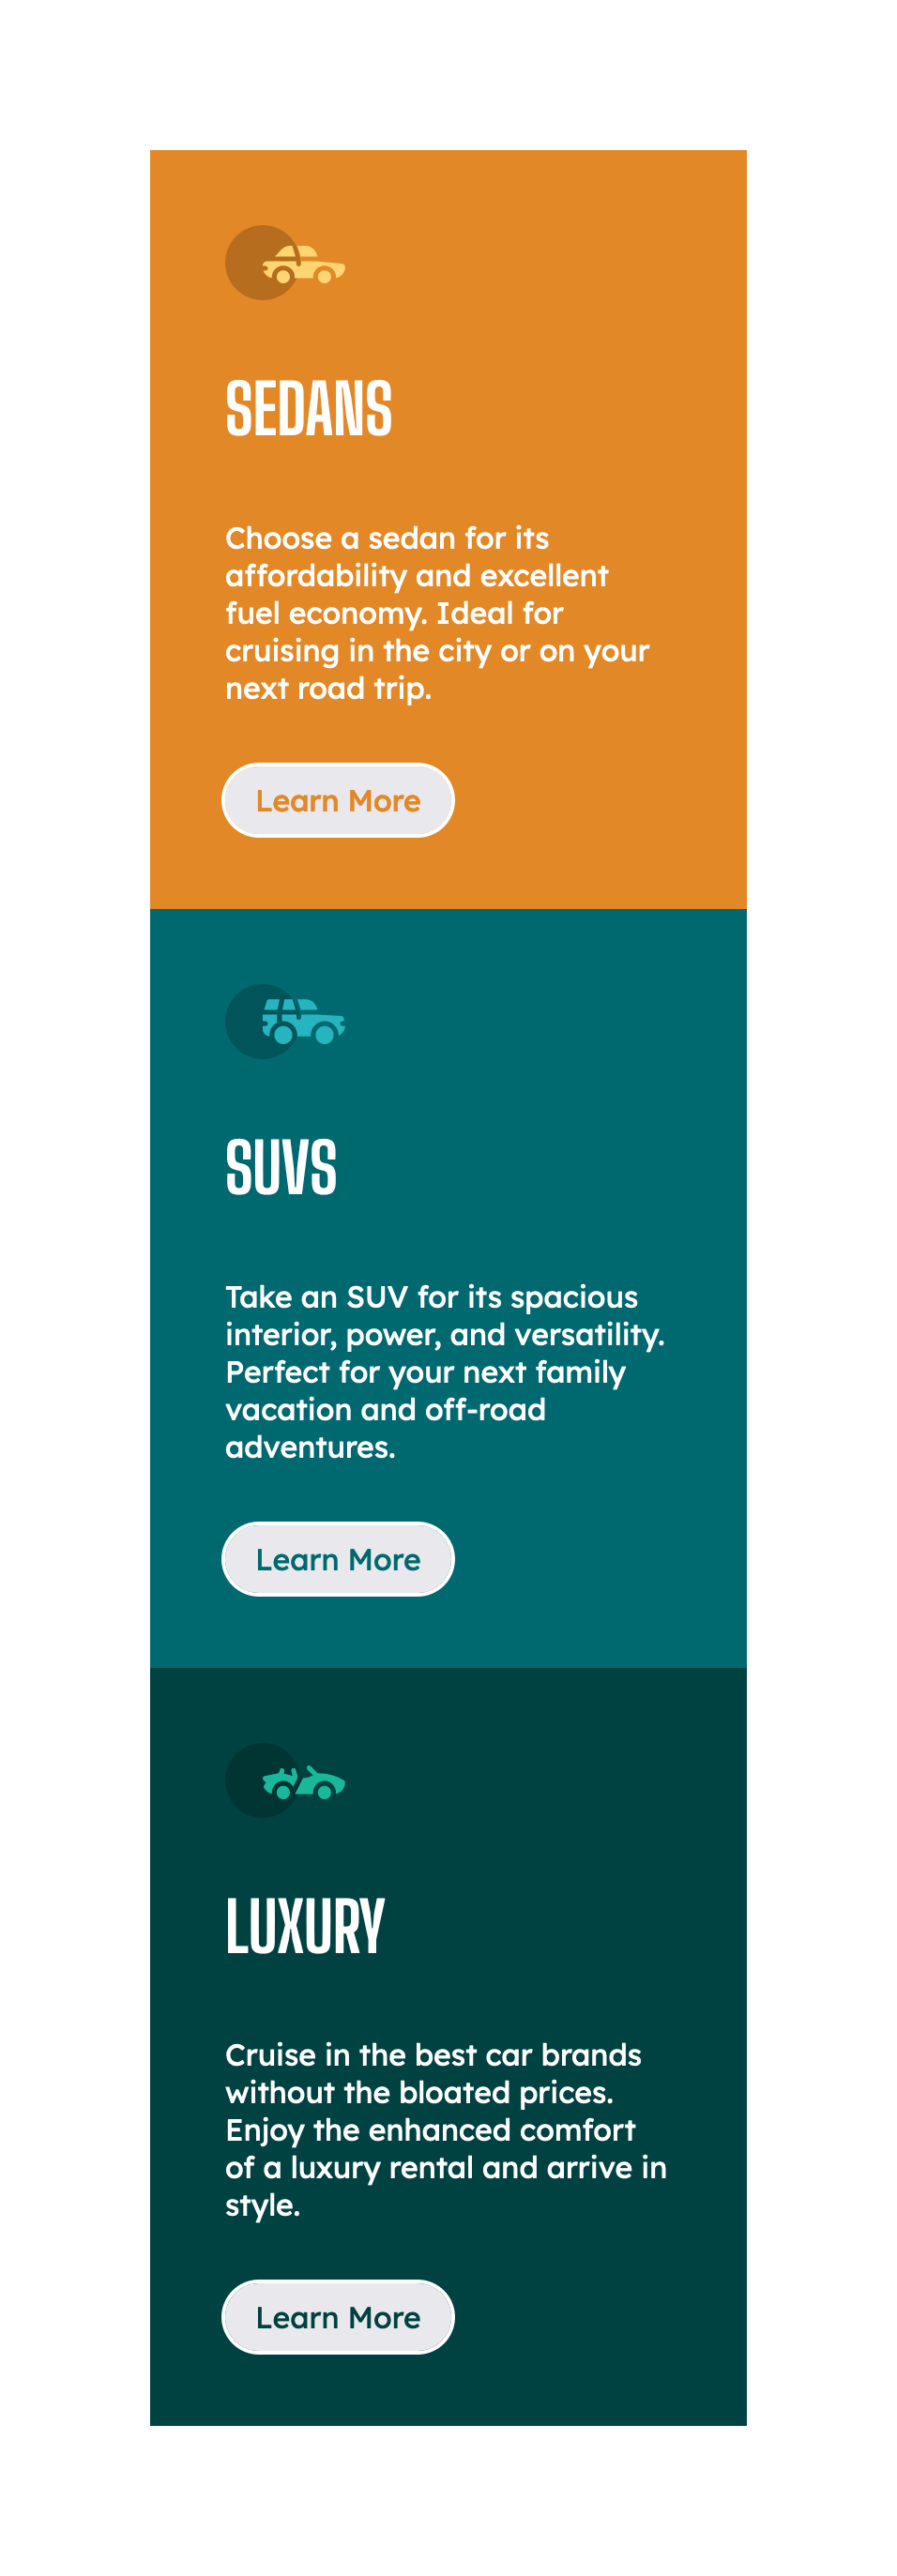 SEDANS
Choose a sedan for its
affordability and excellent
fuel economy. Ideal for
cruising in the city or on your
next road trip.
Learn More
SUVS
Take an SUV for its spacious
interior, power, and versatility.
Perfect for your next family
vacation and off-road
adventures.
Learn More
LUXURY
Cruise in the best car brands
without the bloated prices.
Enjoy the enhanced comfort
of a luxury rental and arrive in
style.
Learn More